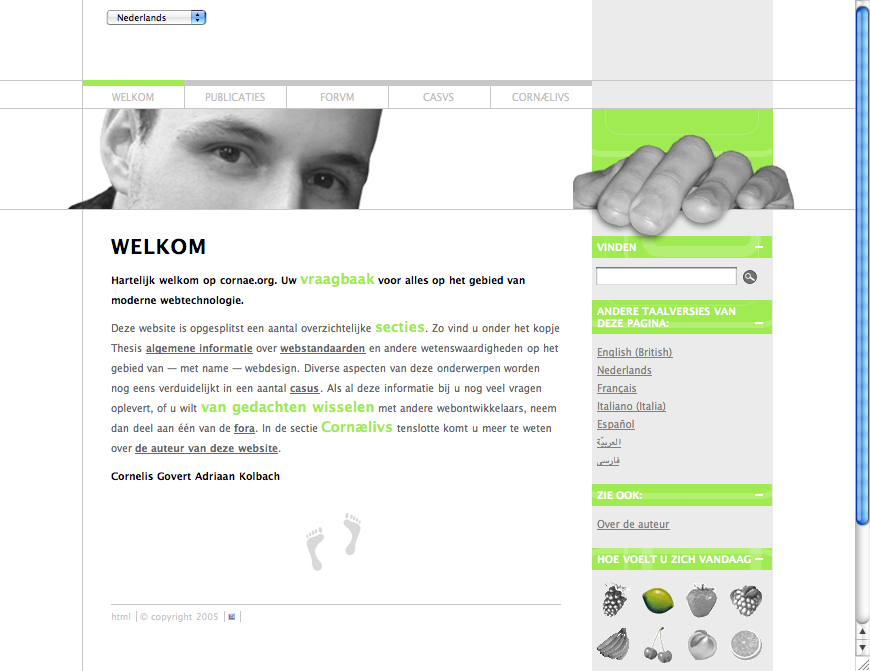 Nederlands
WELKOM
PUBLICATIES
FORVM
CASVS
CORNÆLIVS
WELKOM
Hartelijk welkom op cornae.org. Uw vraagbaak voor alles op het gebied van
moderne webtechnologie.
Deze website is opgesplitst een aantal overzichtelijke secties. Zo vind u onder het kopje
Thesis algemene informatie over webstandaarden en andere wetenswaardigheden op het
gebied van — met name — webdesign. Diverse aspecten van deze onderwerpen worden
nog eens verduidelijkt in een aantal casus. Als al deze informatie bij u nog veel vragen
oplevert, of u wilt van gedachten wisselen met andere webontwikkelaars, neem
dan deel aan één van de fora. In de sectie Cornælivs tenslotte komt u meer te weten
over de auteur van deze website.
Cornelis Govert Adriaan Kolbach
html | © copyright 2005 | |
VINDEN
ANDERE TAALVERSIES VAN
DEZE PAGINA:
English (British)
Nederlands
Français
Italiano (Italia)
Español
العربيّة
فارسی
ZIE OOK:
Over de auteur
HOE VOELT U ZICH VANDAAG